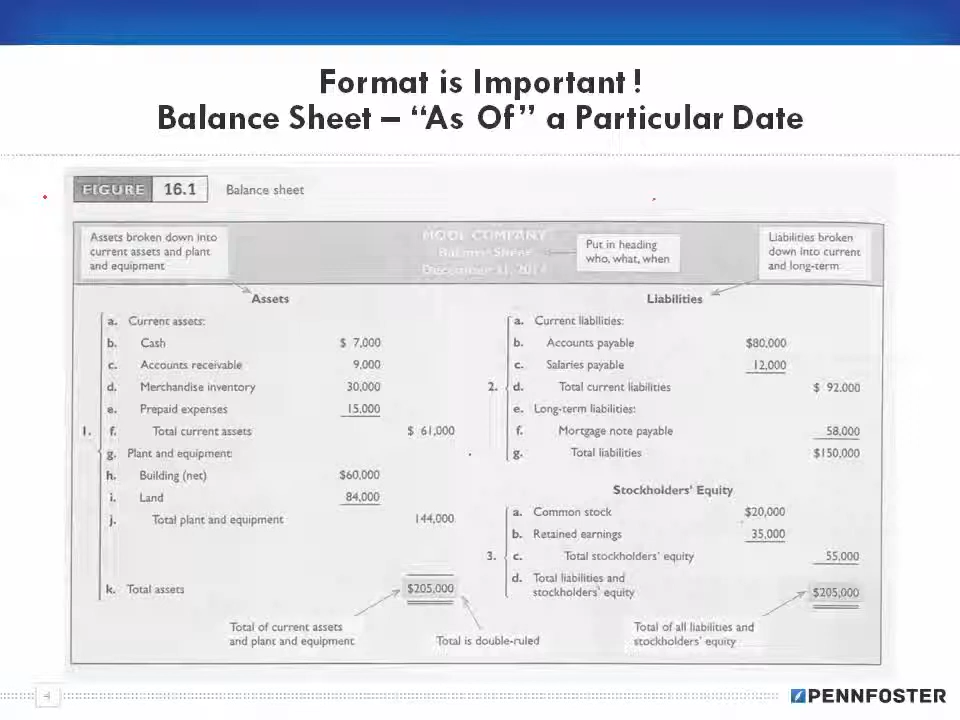 Format is Important !
Balance Sheet – “As Of” a Particular Date
FIGURE 16.1 Balance sheet
Assets broken down into
current assets and plant
and equipment
MOOL COMPANY
Balance Sheet
December 31, 201
Put in heading
who, what, when
Liabilities broken
down into current
and long-term
Assets
a. Current assets:
b. Cash $ 7,000
c. Accounts receivable 9,000
d. Merchandise inventory 30,000
e. Prepaid expenses 15,000
1. f. Total current assets $ 61,000
g. Plant and equipment:
h. Building (net) $60,000
i. Land 84,000
j. Total plant and equipment 144,000
k. Total assets $205,000
Total of current assets
and plant and equipment
Total is double-ruled
Liabilities
a. Current liabilities:
b. Accounts payable $80,000
c. Salaries payable 12,000
2. d. Total current liabilities $ 92,000
e. Long-term liabilities:
f. Mortgage note payable 58,000
g. Total liabilities $150,000
Stockholders' Equity
a. Common stock $20,000
b. Retained earnings 35,000
3. c. Total stockholders' equity 55,000
d. Total liabilities and
stockholders' equity $205,000
Total of all liabilities and
stockholders' equity
4
PENNFOSTER